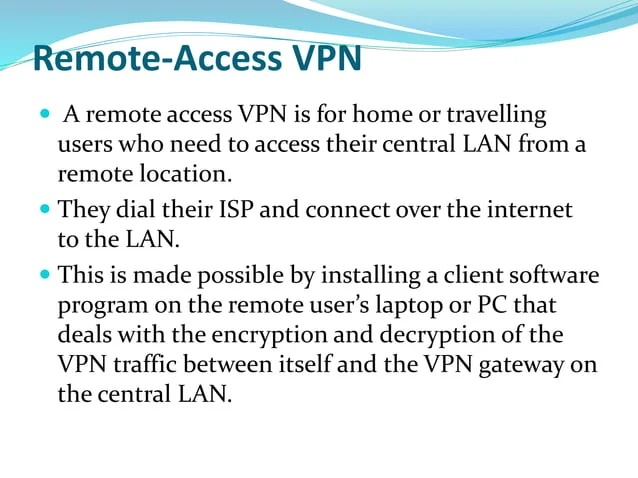 Remote-Access VPN
• A remote access VPN is for home or travelling
users who need to access their central LAN from a
remote location.
• They dial their ISP and connect over the internet
to the LAN.
• This is made possible by installing a client software
program on the remote user’s laptop or PC that
deals with the encryption and decryption of the
VPN traffic between itself and the VPN gateway on
the central LAN.